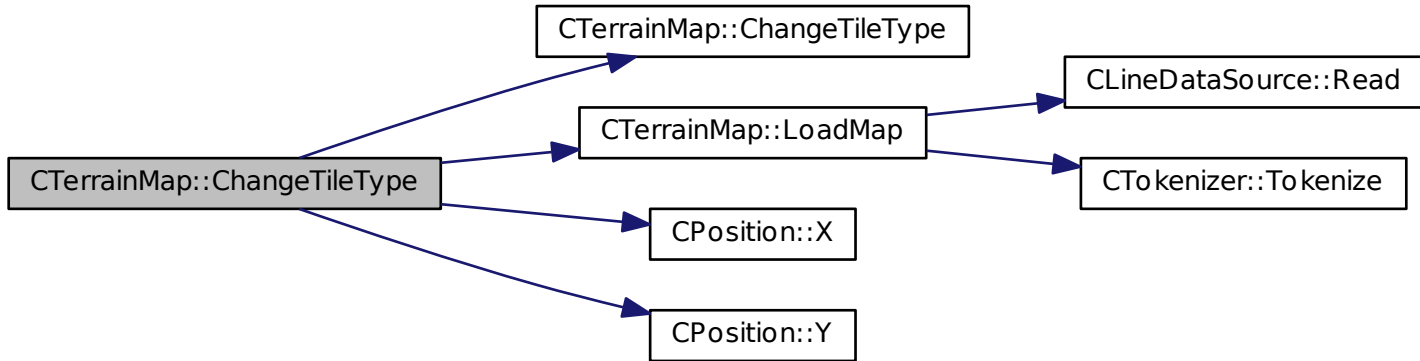 CTerrainMap::ChangeTileType
CTerrainMap::ChangeTileType
CTerrainMap::LoadMap
CPosition::X
CPosition::Y
CLineDataSource::Read
CTokenizer::Tokenize